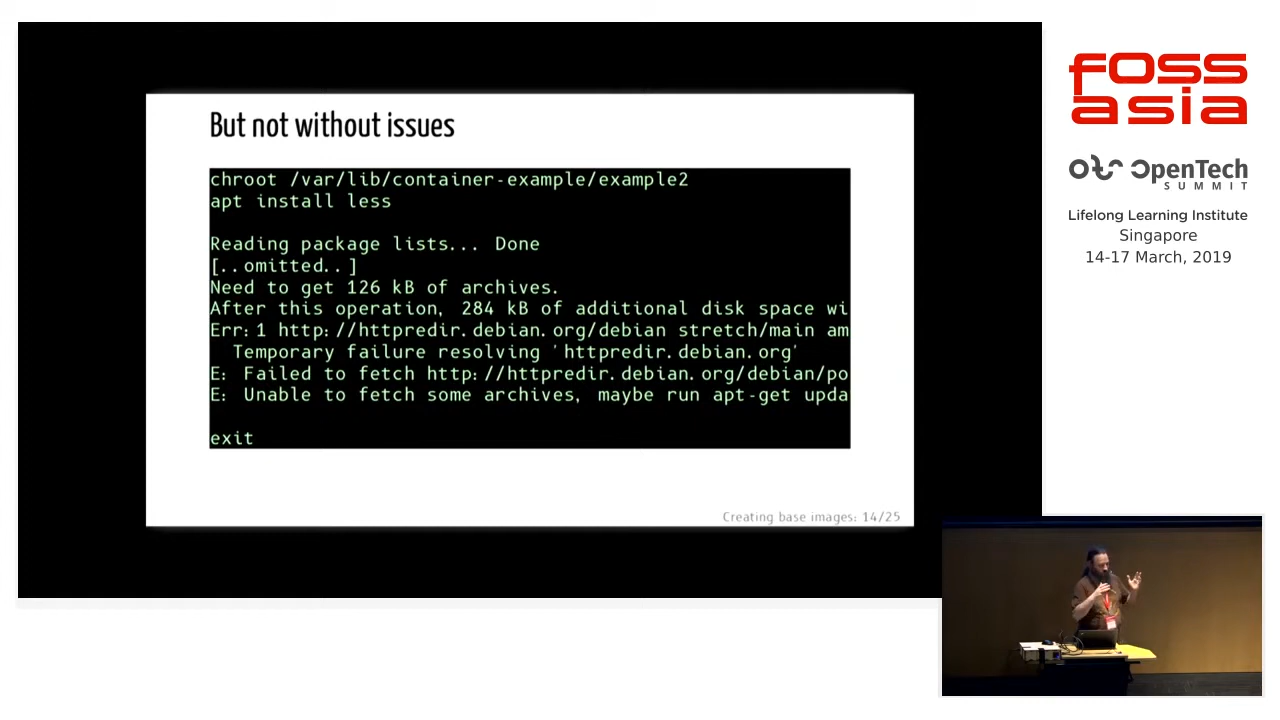 But not without issues
chroot /var/lib/container-example/example2
apt install less
Reading package lists... Done
[..omitted..]
Need to get 126 kB of archives.
After this operation, 284 kB of additional disk space wi
Err:1 http://httpredir.debian.org/debian stretch/main am
Temporary failure resolving 'httpredir.debian.org'
E: Failed to fetch http://httpredir.debian.org/debian/po
E: Unable to fetch some archives, maybe run apt-get upda
exit
Creating base images: 14/25
FOSS
asia
OTS OpenTech
SUMMIT
Lifelong Learning Institute
Singapore
14-17 March, 2019